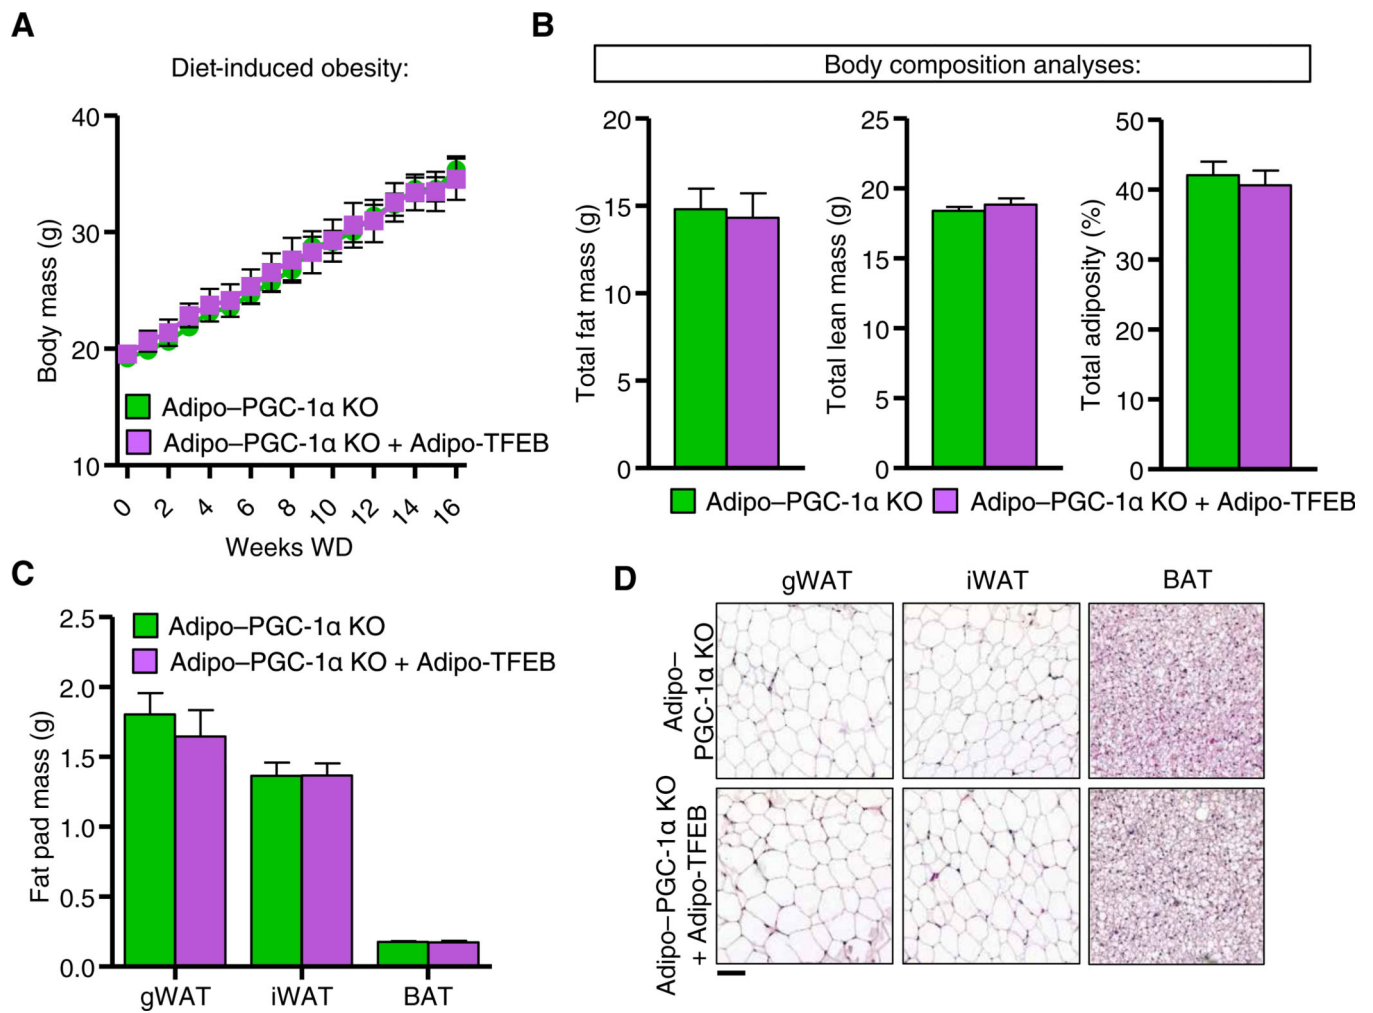 A
Diet-induced obesity:
40
30
20
10
Body mass (g)
Adipo–PGC-1α KO
Adipo–PGC-1α KO + Adipo-TFEB
0 2 4 6 8 10 12 14 16
Weeks WD
B
Body composition analyses:
20
15
10
5
0
Total fat mass (g)
25
20
15
10
5
0
Total lean mass (g)
50
40
30
20
10
0
Total adiposity (%)
Adipo–PGC-1α KO
Adipo–PGC-1α KO + Adipo-TFEB
C
2.5
2.0
1.5
1.0
0.5
0.0
Fat pad mass (g)
Adipo–PGC-1α KO
Adipo–PGC-1α KO + Adipo-TFEB
gWAT iWAT BAT
D
gWAT iWAT BAT
Adipo–
PGC-1α KO
Adipo–PGC-1α KO
+ Adipo-TFEB